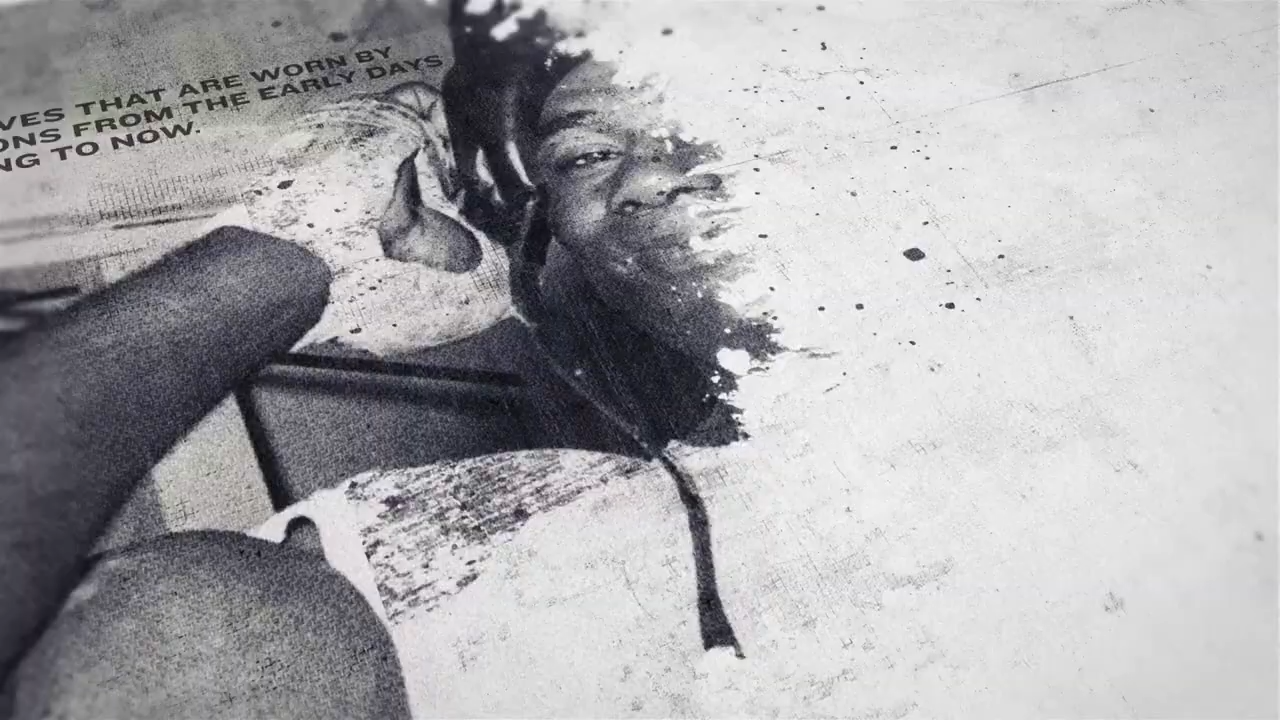 VES THAT ARE WORN BY
ONS FROM THE EARLY DAYS
NG TO NOW.